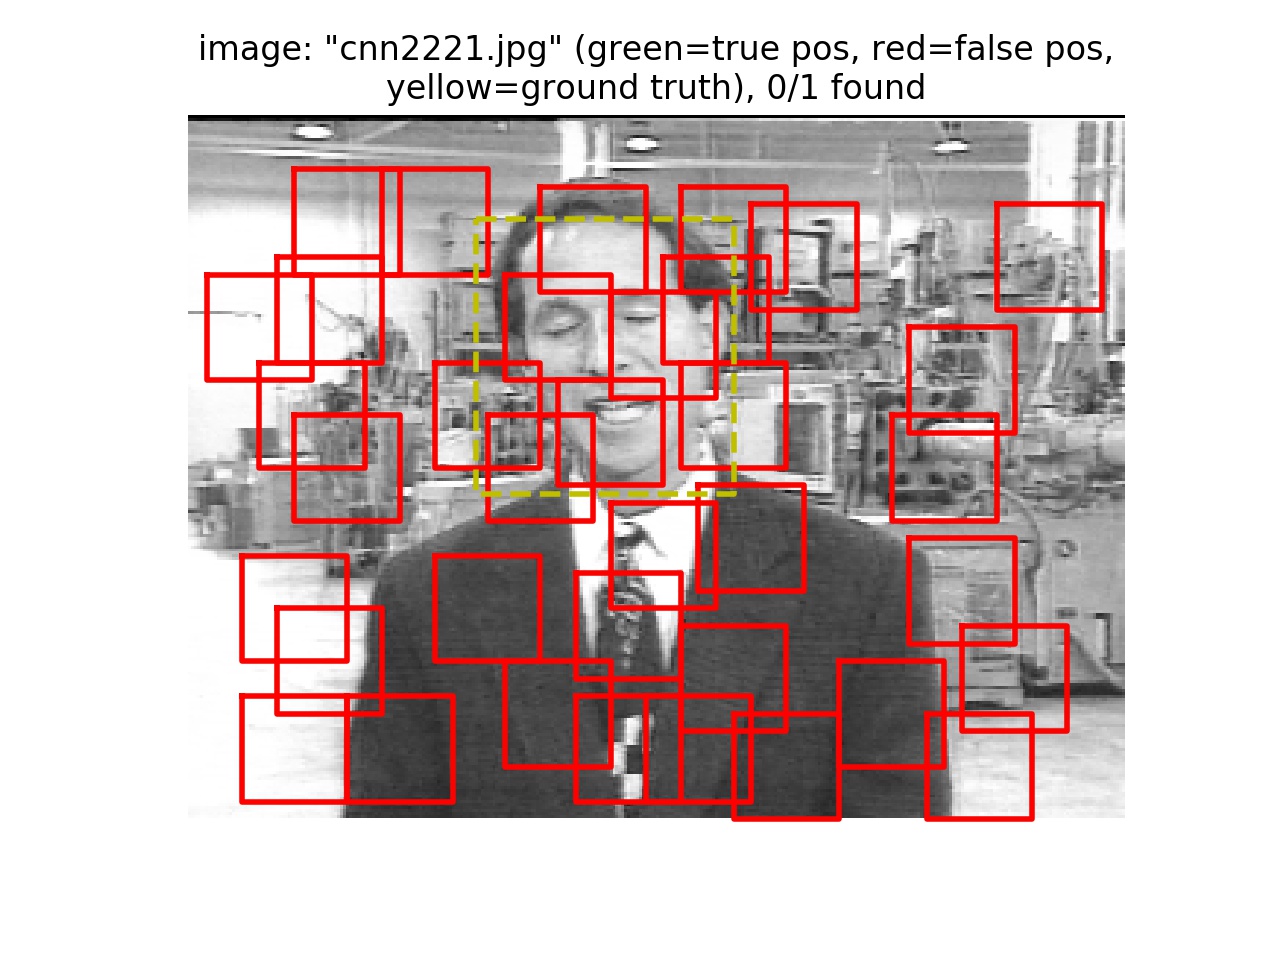 image: "cnn2221.jpg" (green=true pos, red=false pos,
yellow=ground truth), 0/1 found